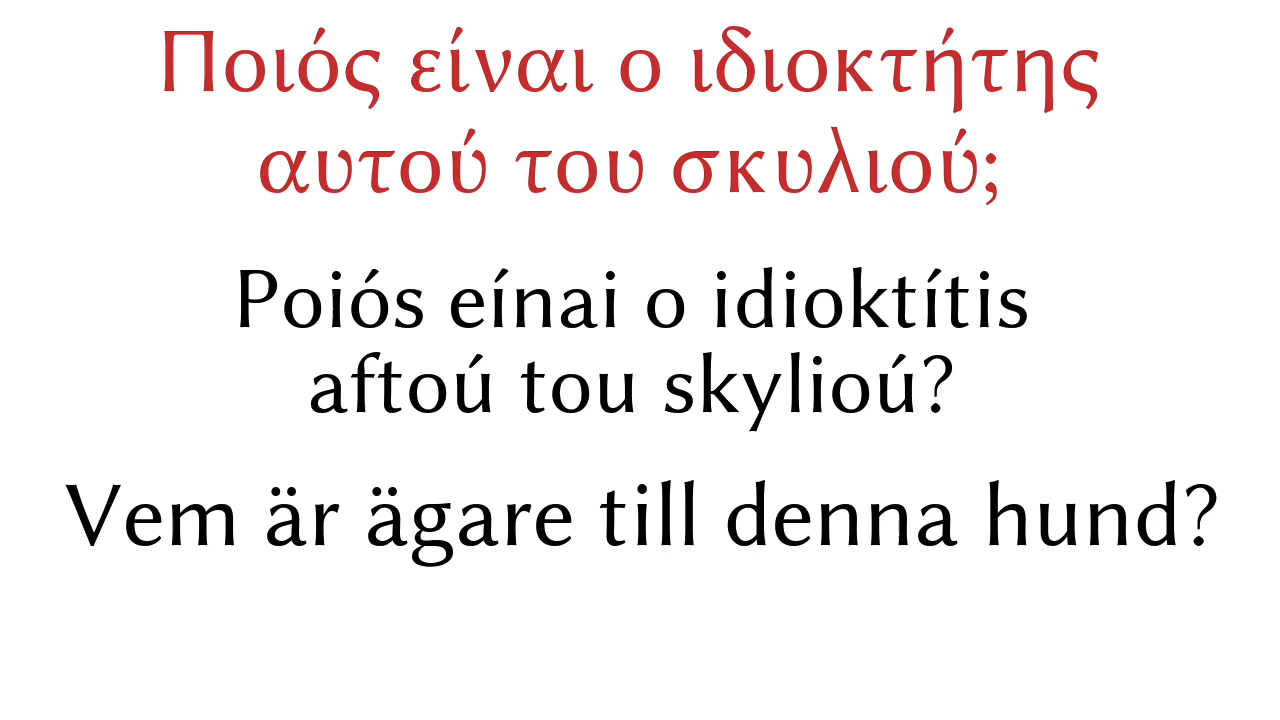 Ποιός είναι ο ιδιοκτήτης
αυτού του σκυλιού;
Poiós eínai o idioktítis
aftoú tou skylioú?
Vem är ägare till denna hund?